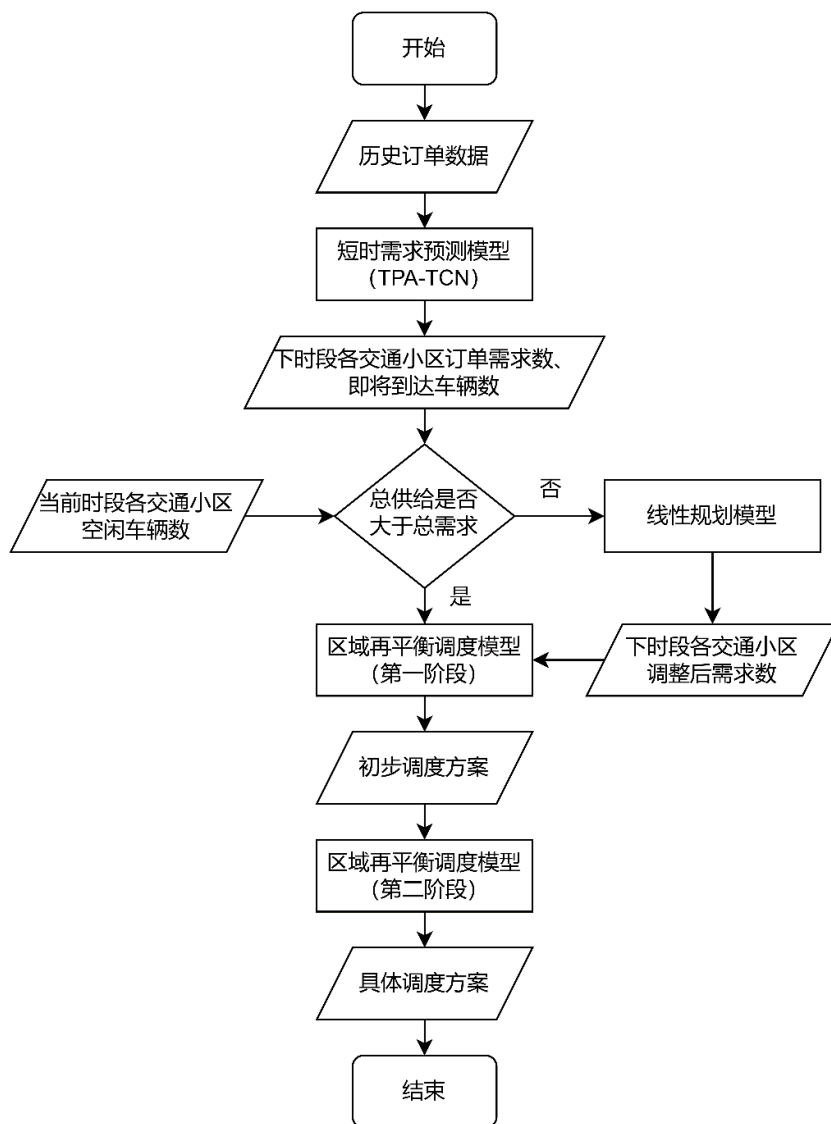 开始
历史订单数据
短时需求预测模型
（TPA-TCN）
下时段各交通小区订单需求数、
即将到达车辆数
当前时段各交通小区
空闲车辆数
总供给是否
大于总需求
否
线性规划模型
是
区域再平衡调度模型
（第一阶段）
下时段各交通小区
调整后需求数
初步调度方案
区域再平衡调度模型
（第二阶段）
具体调度方案
结束